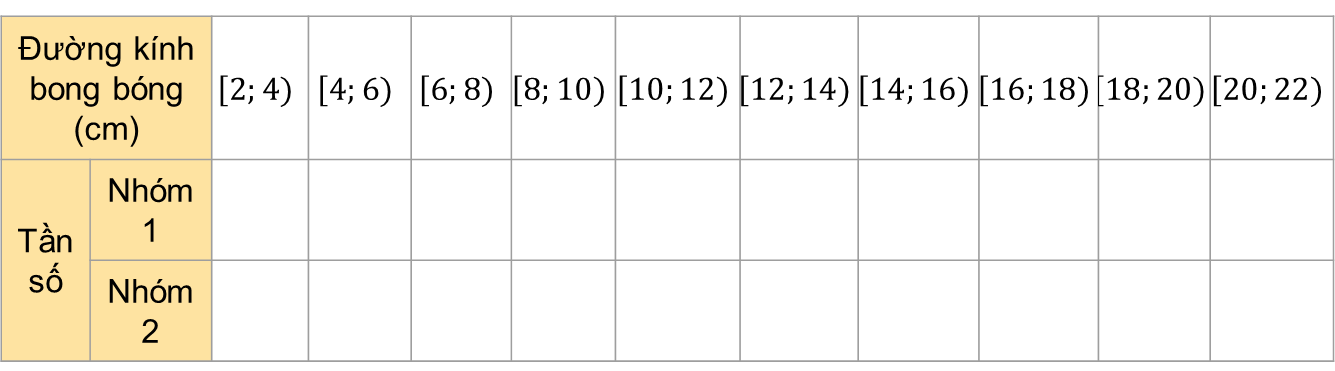 Đường kính
bong bóng
(cm)
[2; 4) [4; 6) [6; 8) [8; 10) [10; 12) [12; 14) [14; 16) [16; 18) [18; 20) [20; 22)
Tần
số
Nhóm
1
Nhóm
2